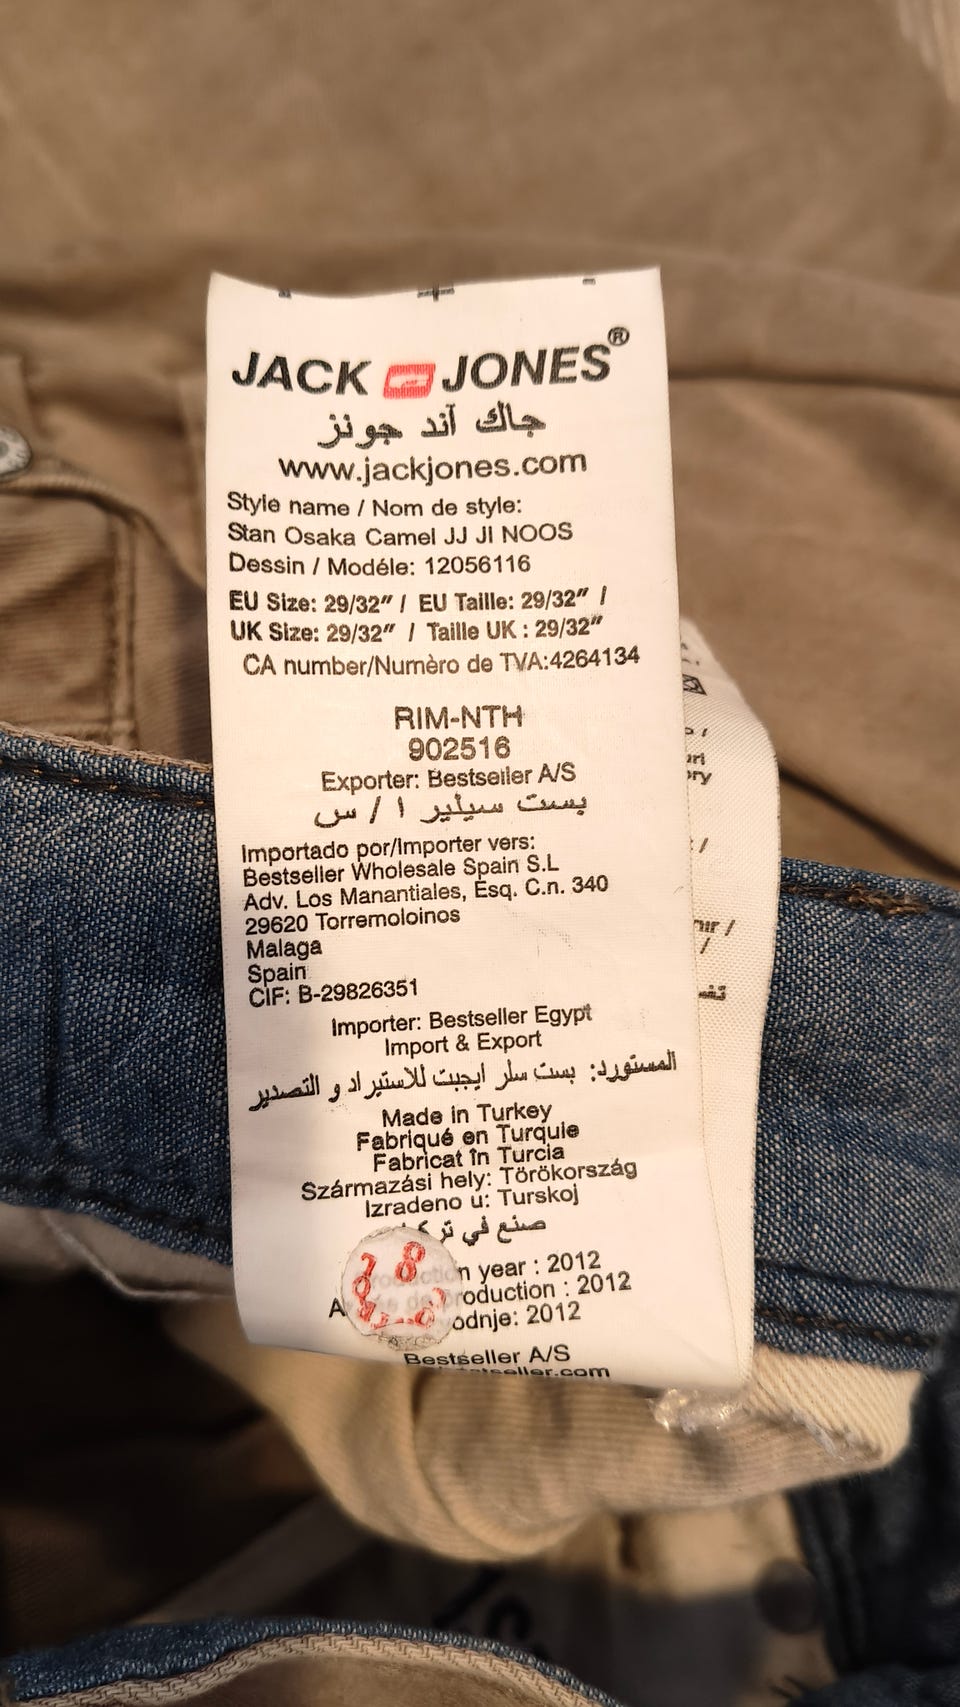 JACK JONES®
جاك آند جونز
www.jackjones.com
Style name / Nom de style:
Stan Osaka Camel JJ JI NOOS
Dessin / Modéle: 12056116
EU Size: 29/32″ / EU Taille: 29/32″ /
UK Size: 29/32″ / Taille UK : 29/32″
CA number/Numèro de TVA:4264134
RIM-NTH
902516
Exporter: Bestseller A/S
بست سيلير ا / س
Importado por/Importer vers:
Bestseller Wholesale Spain S.L
Adv. Los Manantiales, Esq. C.n. 340
29620 Torremoloinos
Malaga
Spain
CIF: B-29826351
Importer: Bestseller Egypt
Import & Export
المستورد: بست سلر ايجبت للاستيراد و التصدير
Made in Turkey
Fabriqué en Turquie
Fabricat în Turcia
Származási hely: Törökország
Izradeno u: Turskoj
صنع في
year : 2012
production : 2012
2012
Bestseller A/S